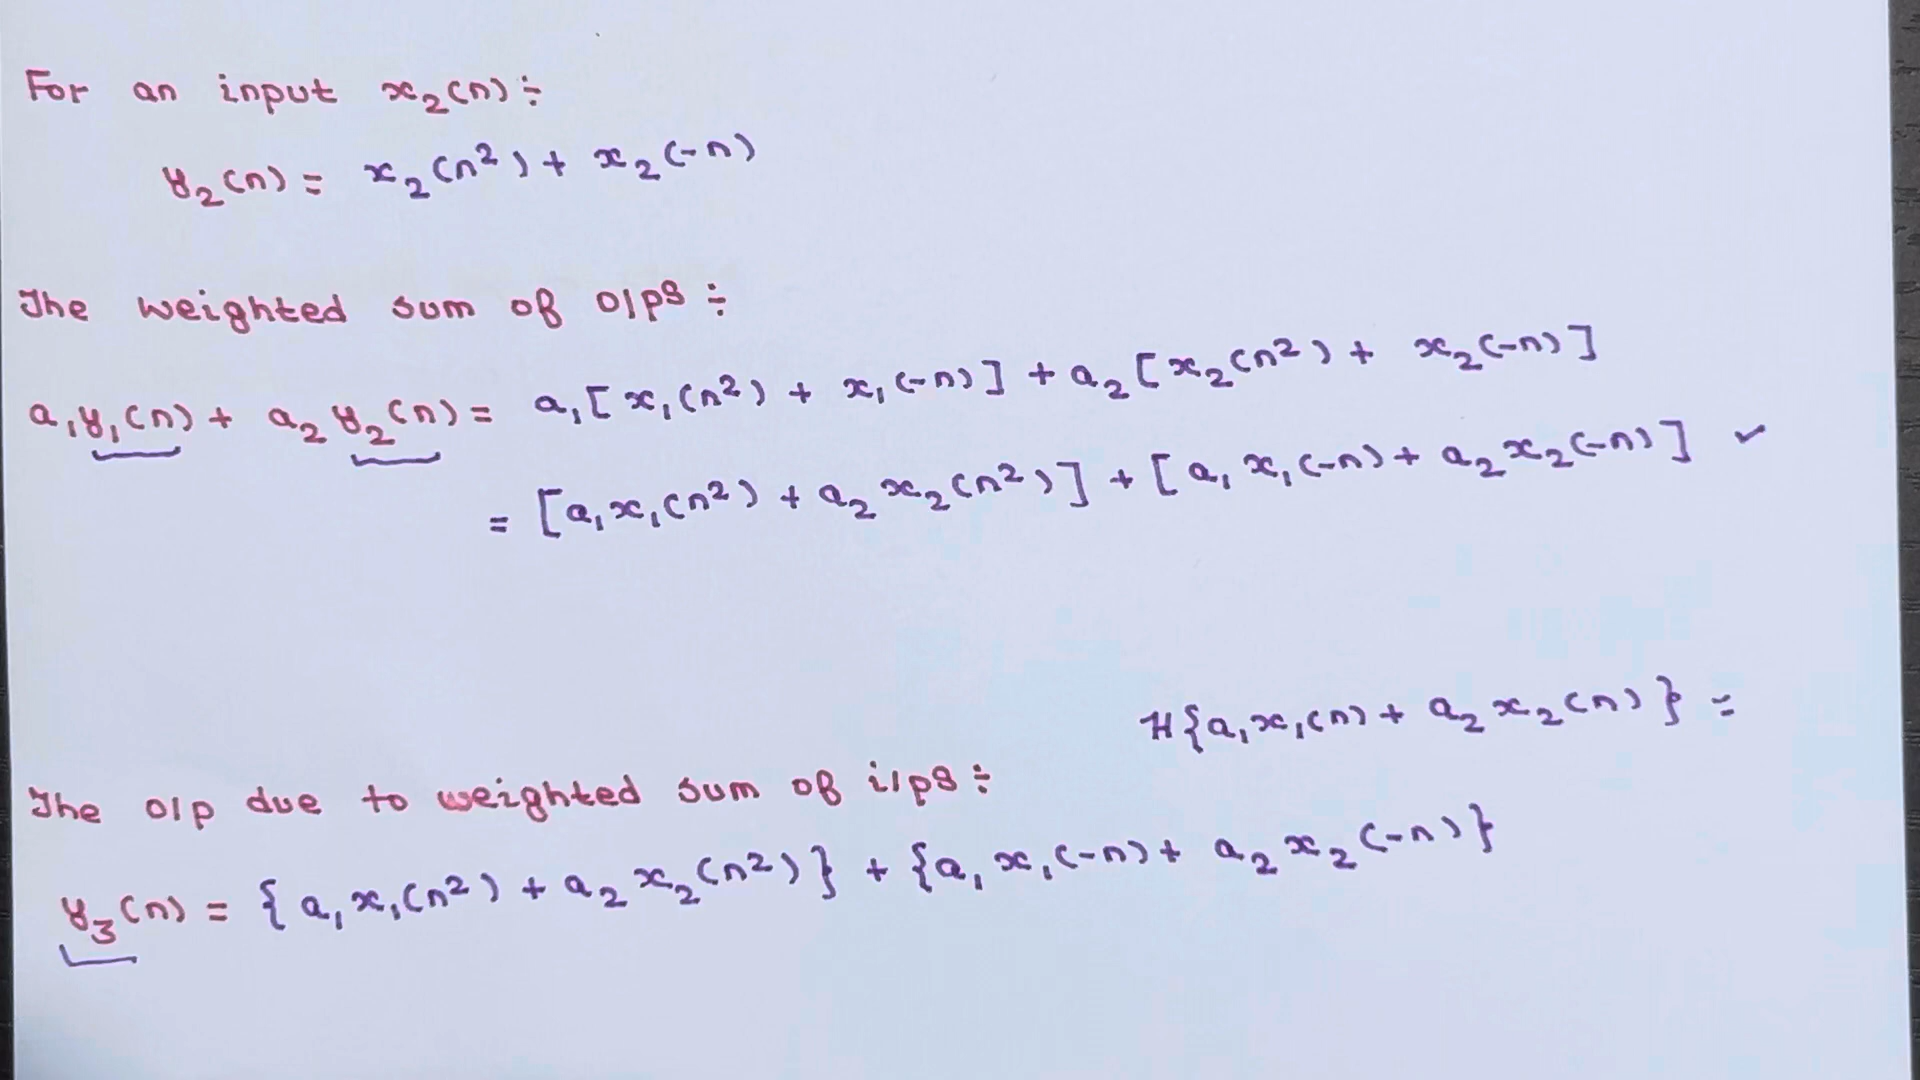 For an input x₂(n)÷
y₂(n) = x₂(n²) + x₂(-n)
The weighted sum of o/ps ÷
a₁y₁(n) + a₂y₂(n) = a₁[x₁(n²) + x₁(-n)] + a₂[x₂(n²) + x₂(-n)]
= [a₁x₁(n²) + a₂x₂(n²)] + [a₁x₁(-n) + a₂x₂(-n)] ✓
H{a₁x₁(n) + a₂x₂(n)} =
The o/p due to weighted sum of i/ps ÷
y₃(n) = {a₁x₁(n²) + a₂x₂(n²)} + {a₁x₁(-n) + a₂x₂(-n)}